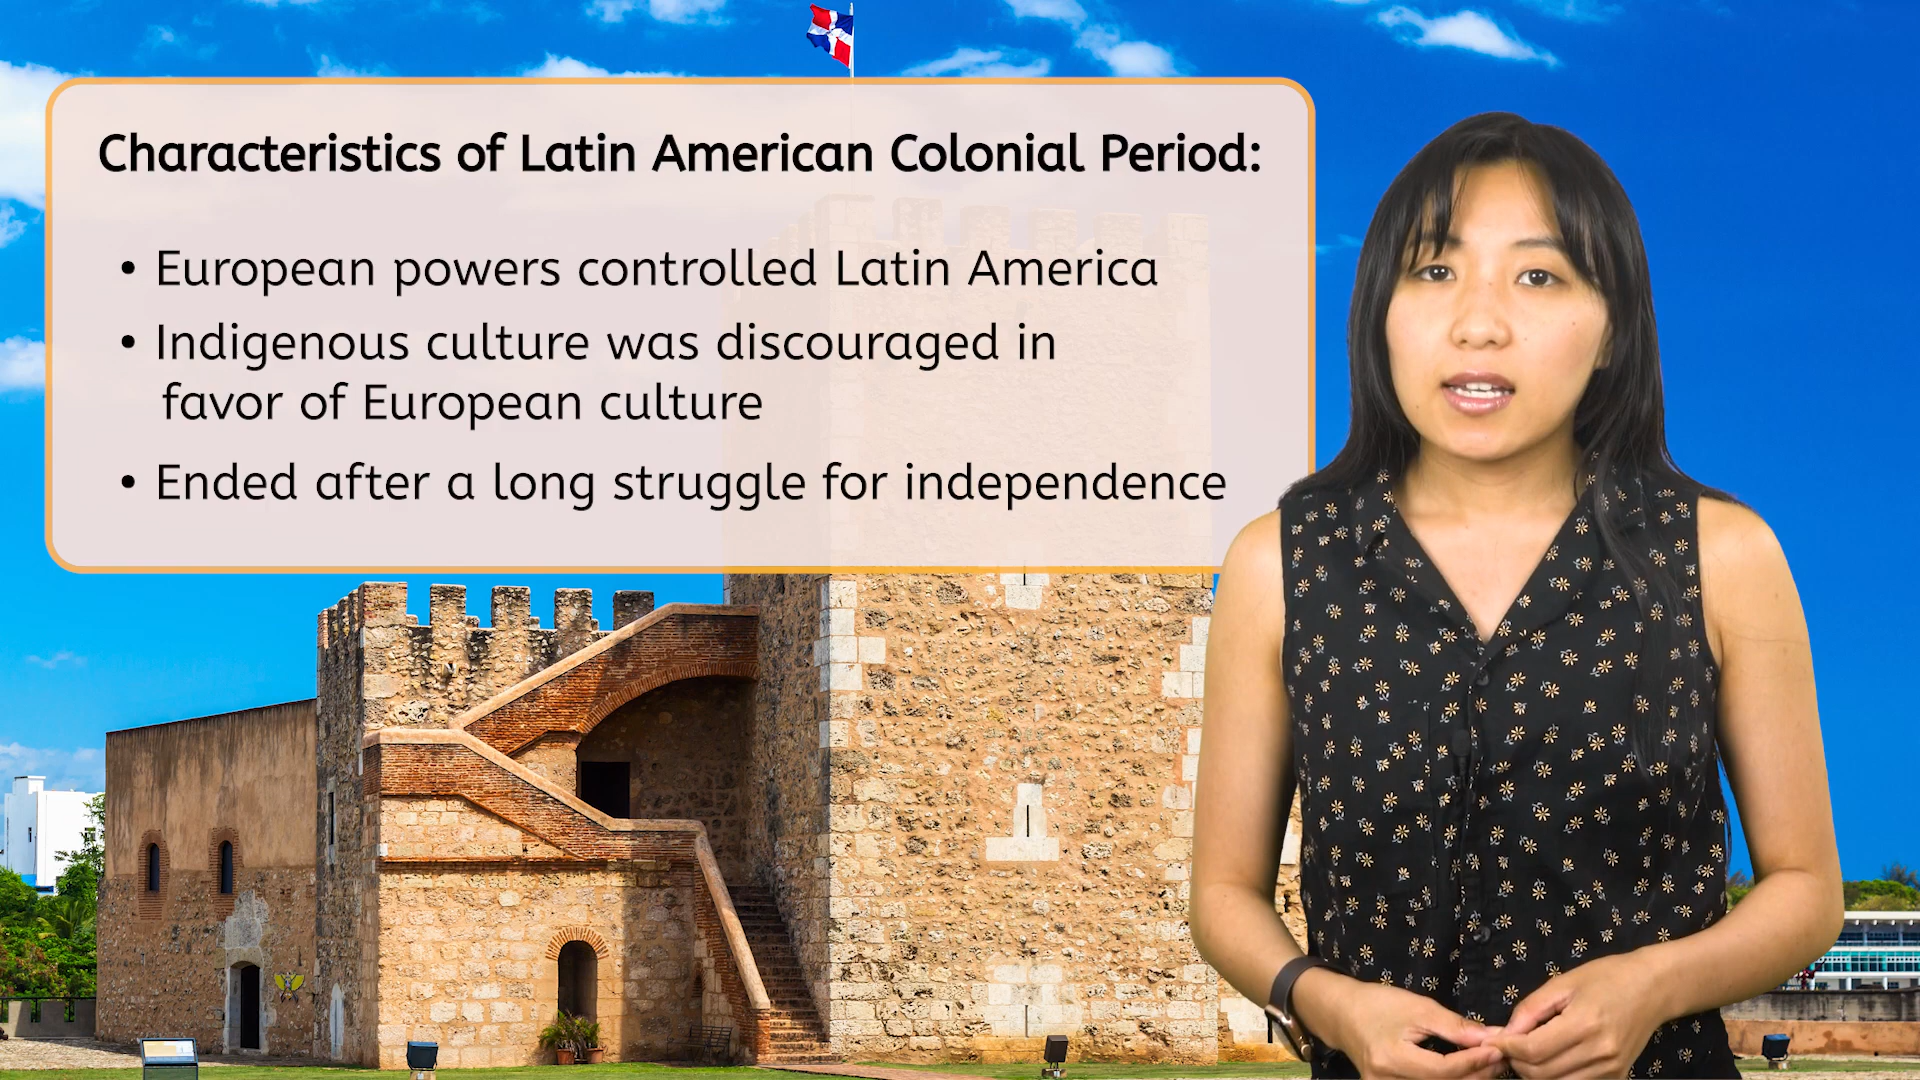 Characteristics of Latin American Colonial Period:
• European powers controlled Latin America
• Indigenous culture was discouraged in
favor of European culture
• Ended after a long struggle for independence